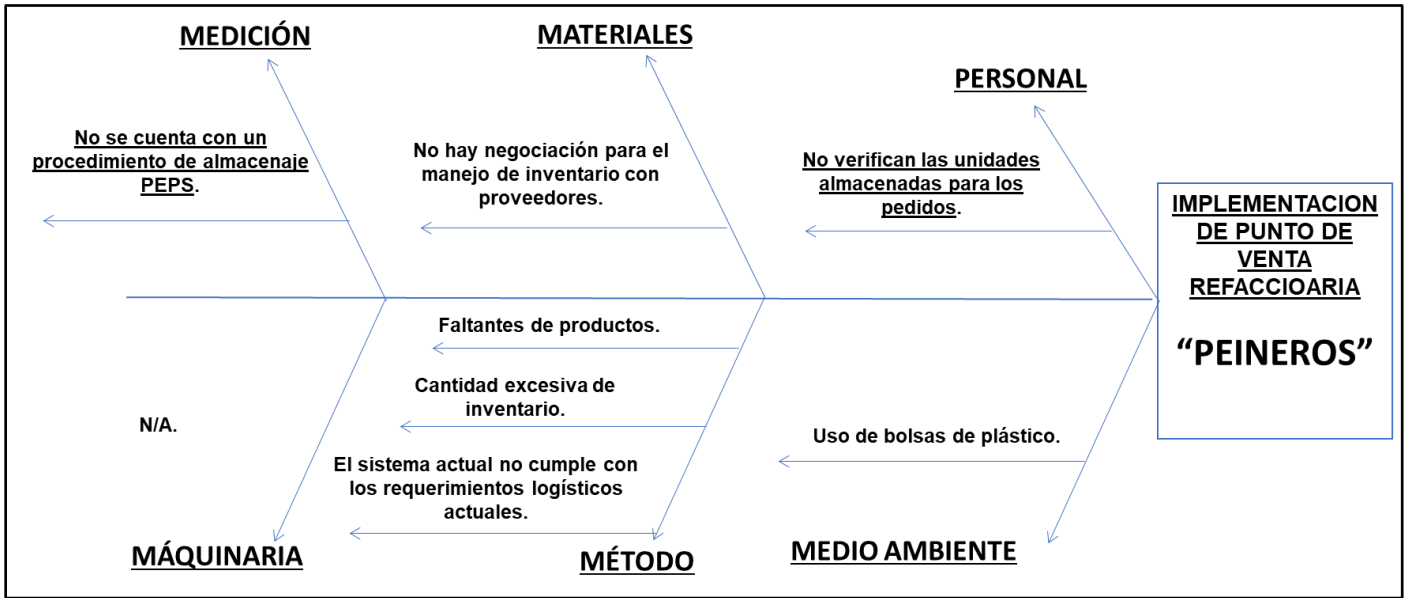 MEDICIÓN
MATERIALES
PERSONAL
No se cuenta con un
procedimiento de almacenaje
PEPS.
No hay negociación para el
manejo de inventario con
proveedores.
No verifican las unidades
almacenadas para los
pedidos.
IMPLEMENTACION
DE PUNTO DE
VENTA
REFACCIOARIA
“PEINEROS”
Faltantes de productos.
Cantidad excesiva de
inventario.
El sistema actual no cumple con
los requerimientos logísticos
actuales.
N/A.
Uso de bolsas de plástico.
MÁQUINARIA
MÉTODO
MEDIO AMBIENTE